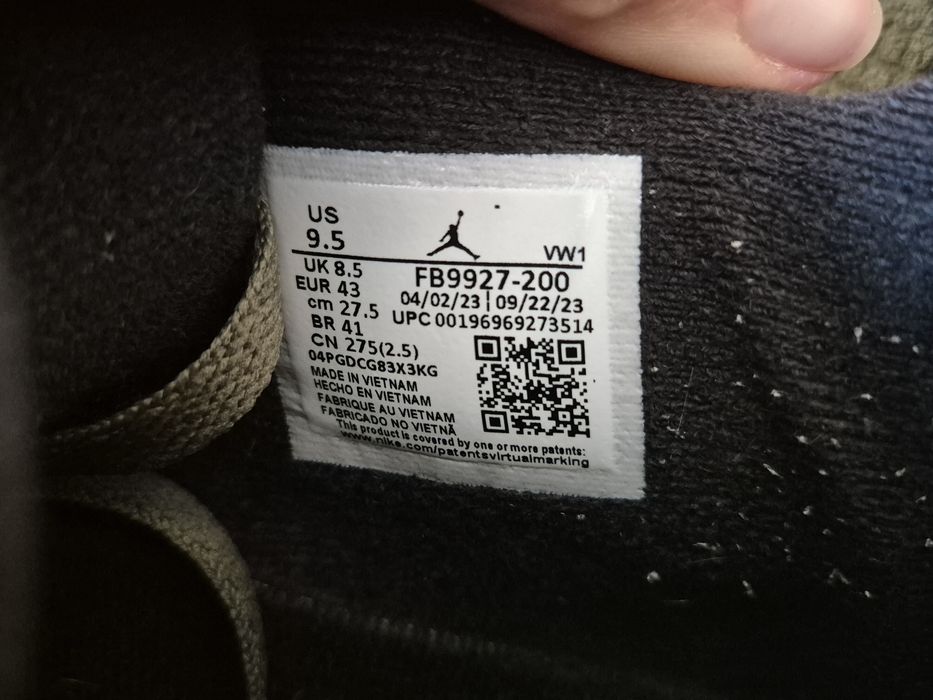 US
9.5
VW1
UK 8.5
EUR 43
cm 27.5
BR 41
CN 275(2.5)
FB9927-200
04/02/23 | 09/22/23
UPC 00196969273514
04PGDCG83X3KG
MADE IN VIETNAM
HECHO EN VIETNAM
FABRIQUE AU VIETNAM
FABRICADO NO VIETNÃ
This product is covered by one or more patents:
www.nike.com/patentsvirtualmarking